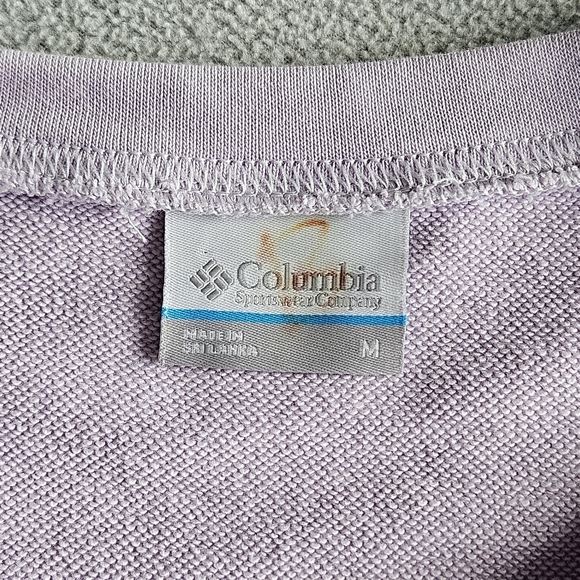 Columbia
Sportswear Company
MADE IN
SRI LANKA
M